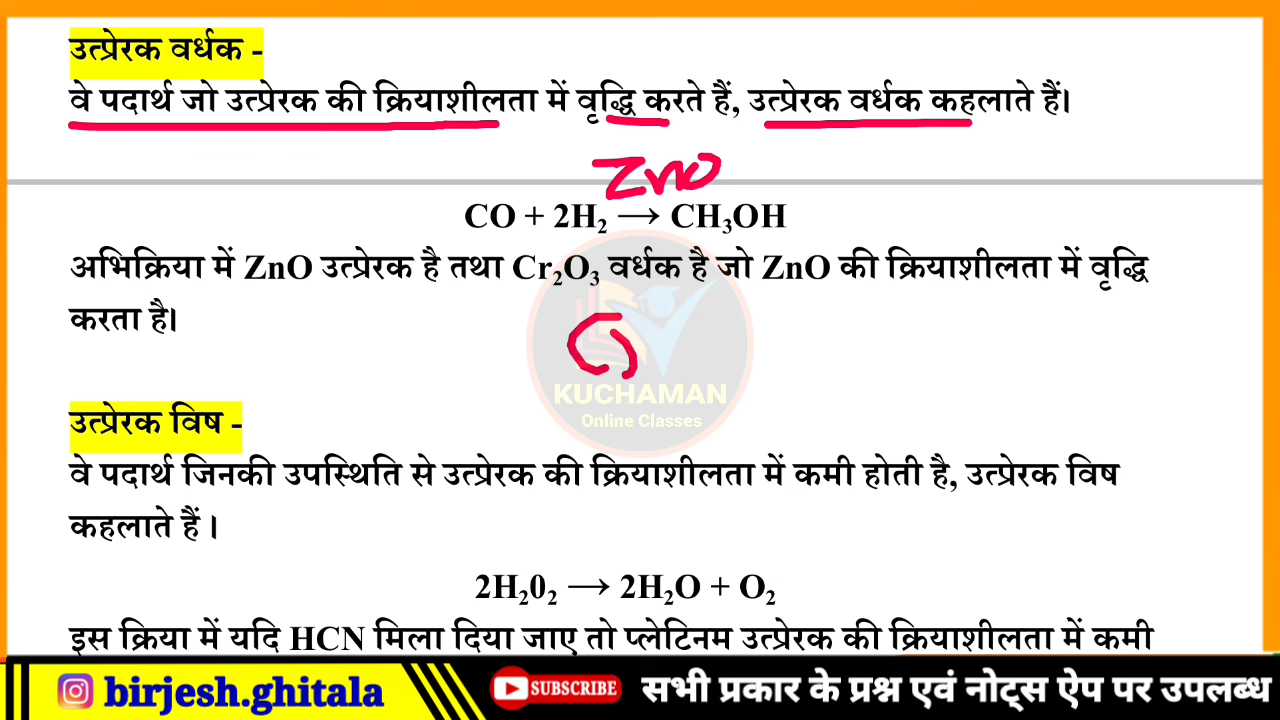 उत्प्रेरक वर्धक -
वे पदार्थ जो उत्प्रेरक की क्रियाशीलता में वृद्धि करते हैं, उत्प्रेरक वर्धक कहलाते हैं।
ZnO
CO + 2H₂ → CH₃OH
अभिक्रिया में ZnO उत्प्रेरक है तथा Cr₂O₃ वर्धक है जो ZnO की क्रियाशीलता में वृद्धि
करता है।
KUCHAMAN
Online Classes
उत्प्रेरक विष -
वे पदार्थ जिनकी उपस्थिति से उत्प्रेरक की क्रियाशीलता में कमी होती है, उत्प्रेरक विष
कहलाते हैं ।
2H₂0₂ → 2H₂O + O₂
इस क्रिया में यदि HCN मिला दिया जाए तो प्लेटिनम उत्प्रेरक की क्रियाशीलता में कमी
birjesh.ghitala
SUBSCRIBE
सभी प्रकार के प्रश्न एवं नोट्स ऐप पर उपलब्ध